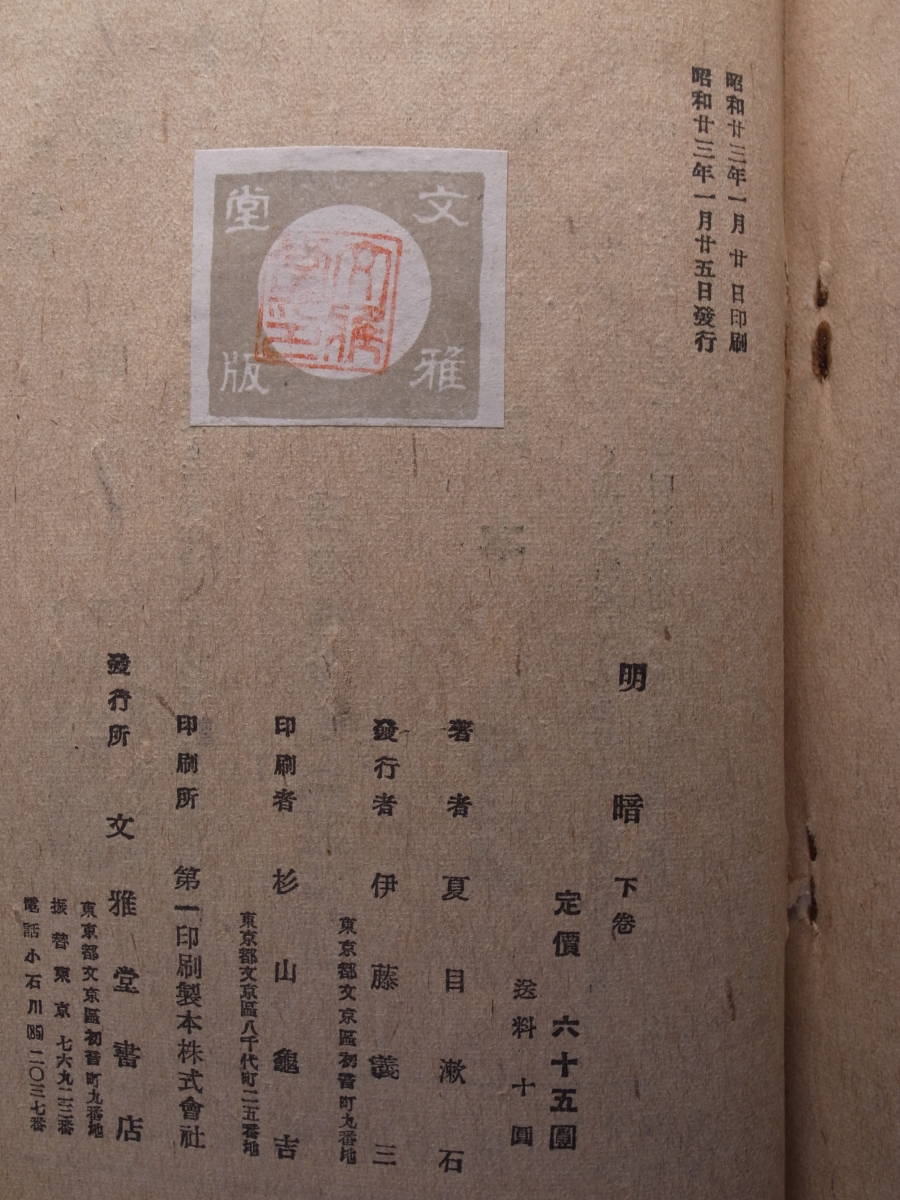 昭和廿三年一月廿日印刷
昭和廿三年一月廿五日發行
文雅
堂版
明暗 下卷
定價 六十五圓
送料 十圓
著者 夏目漱石
發行者 伊藤議三
東京都文京區初音町九番地
印刷者 杉山龜吉
東京都文京區八千代町二五番地
印刷所 第一印刷製本株式會社
發行所 文雅堂書店
東京都文京區初音町九番地
振替東京七六九二三番
電話小石川(85)二〇三七番